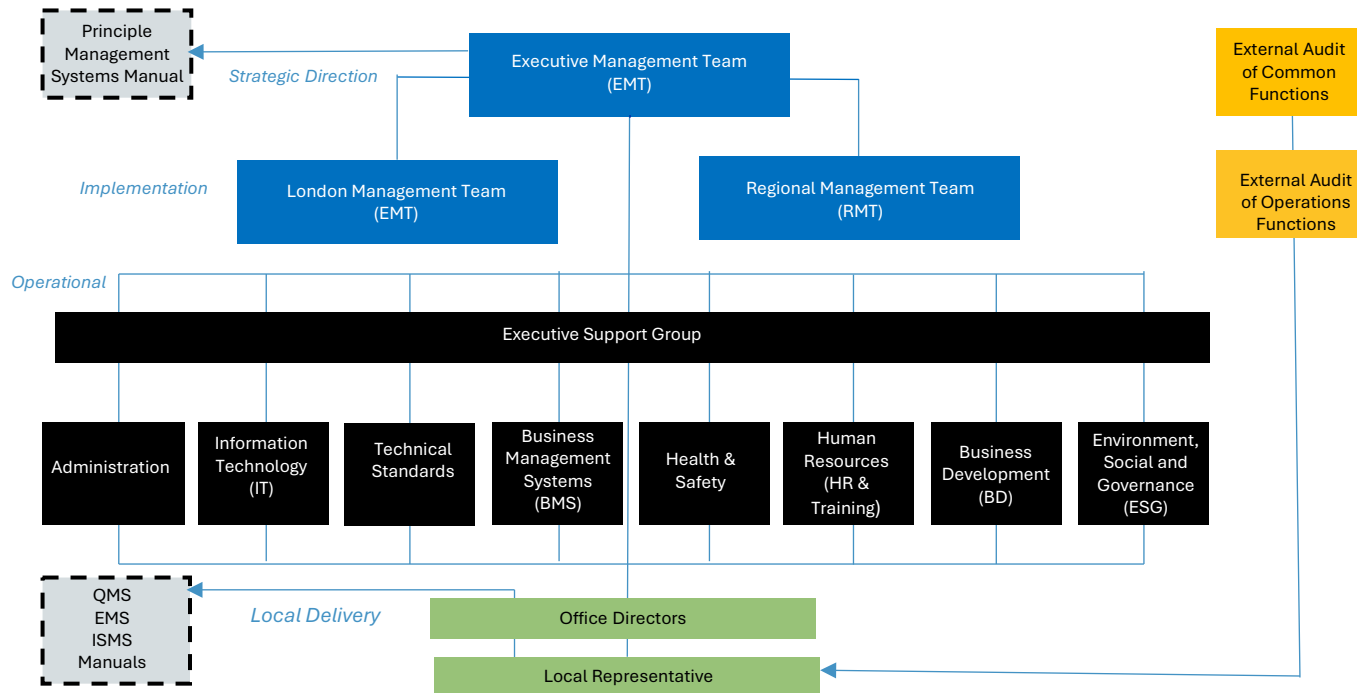 Principle
Management
Systems Manual
Strategic Direction
Executive Management Team
(EMT)
External Audit
of Common
Functions
Implementation
London Management Team
(EMT)
Regional Management Team
(RMT)
External Audit
of Operations
Functions
Operational
Executive Support Group
Administration
Information
Technology
(IT)
Technical
Standards
Business
Management
Systems
(BMS)
Health &
Safety
Human
Resources
(HR &
Training)
Business
Development
(BD)
Environment,
Social and
Governance
(ESG)
QMS
EMS
ISMS
Manuals
Local Delivery
Office Directors
Local Representative